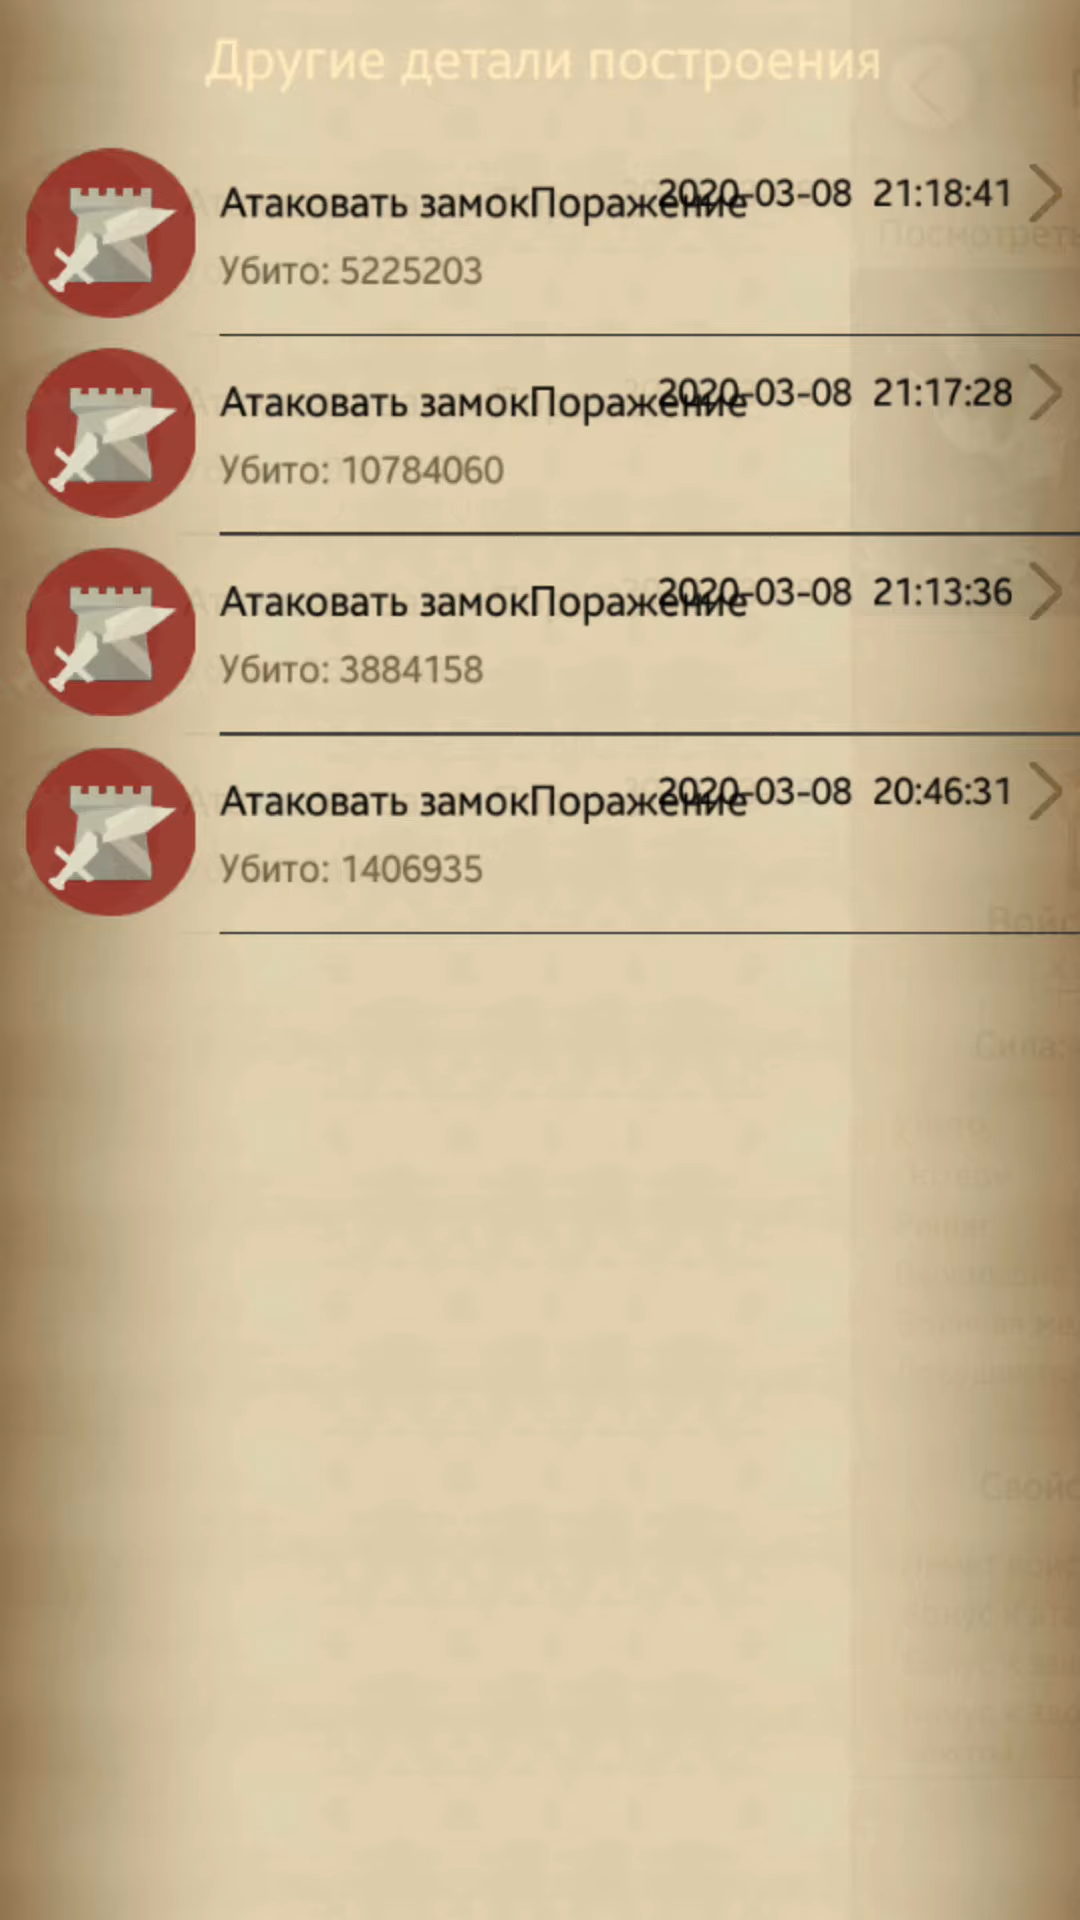 Другие детали построения
Атаковать замокПоражение 2020-03-08 21:18:41
Посмотреть
Убито: 5225203
Атаковать замокПоражение 2020-03-08 21:17:28
Убито: 10784060
Атаковать замокПоражение 2020-03-08 21:13:36
Убито: 3884158
Атаковать замокПоражение 2020-03-08 20:46:31
Убито: 1406935
Сила: